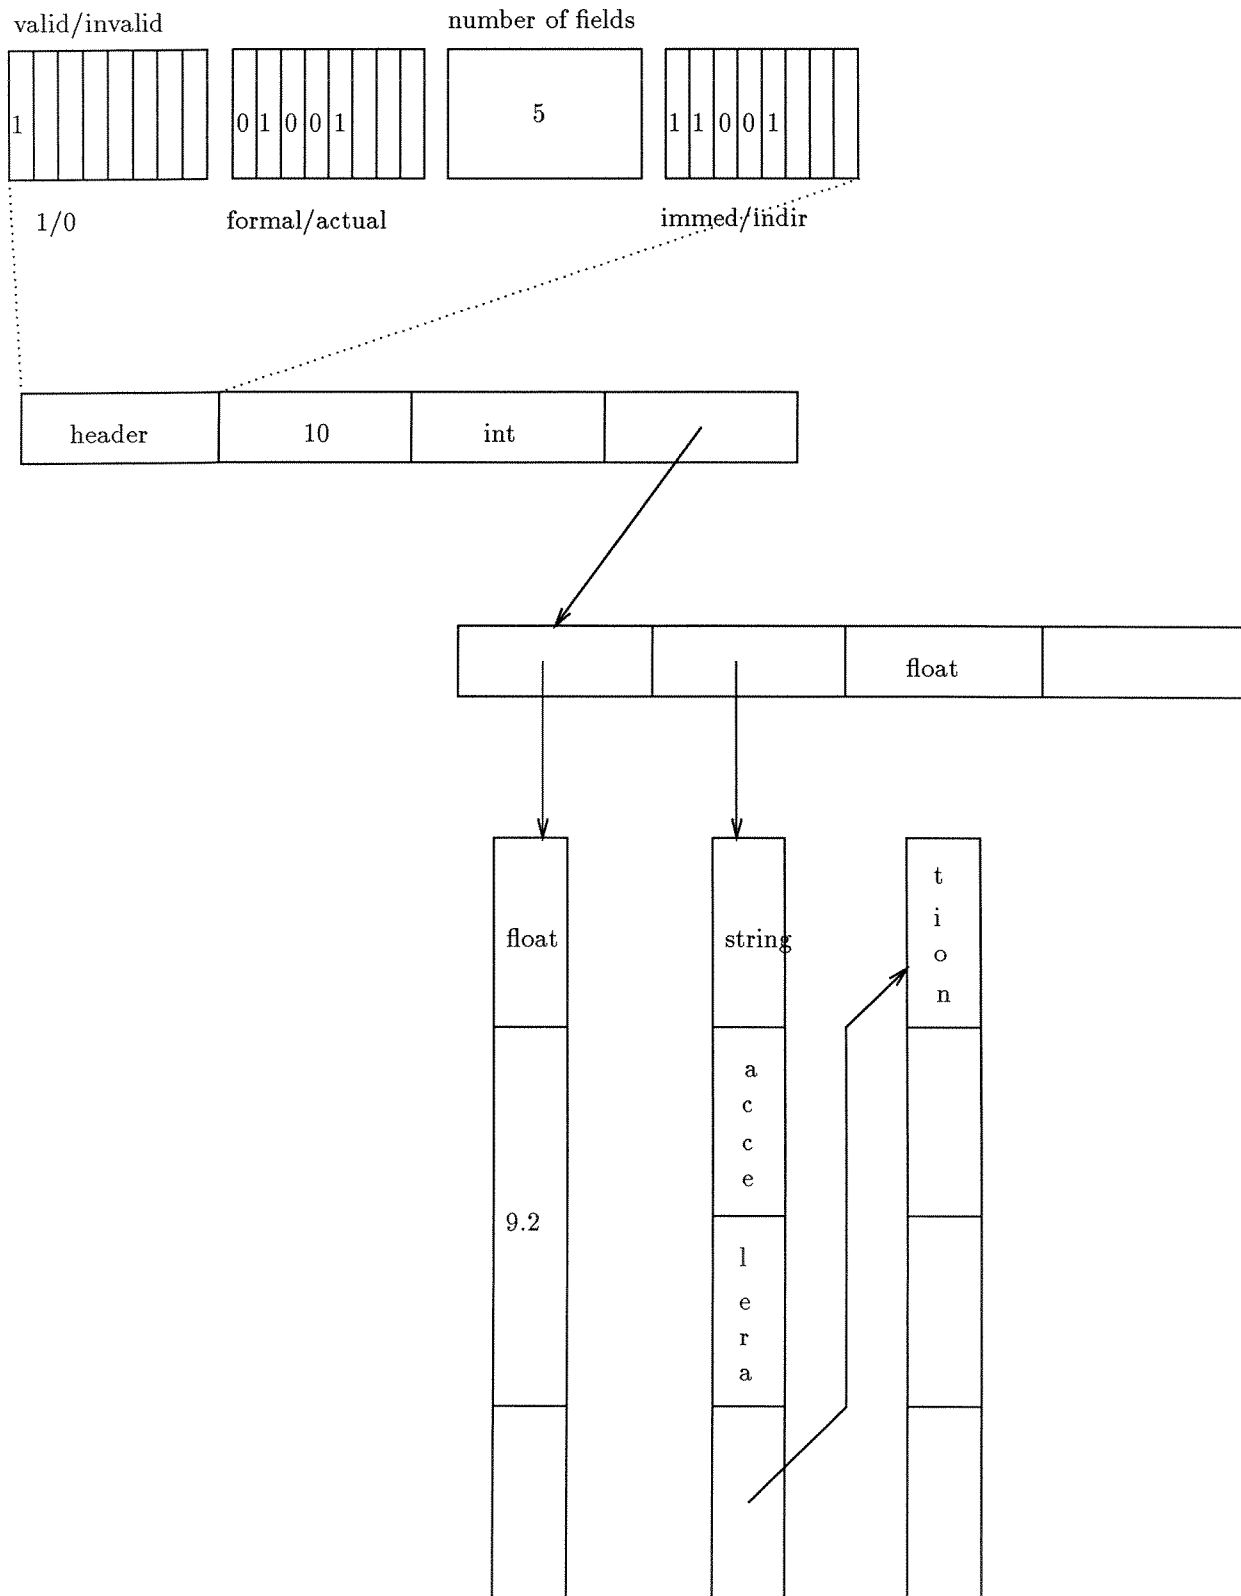 valid/invalid
number of fields
1
0 1 0 0 1
5
1 1 0 0 1
1/0
formal/actual
immed/indir
header
10
int
float
float
string
t
i
o
n
a
c
c
e
9.2
l
e
r
a